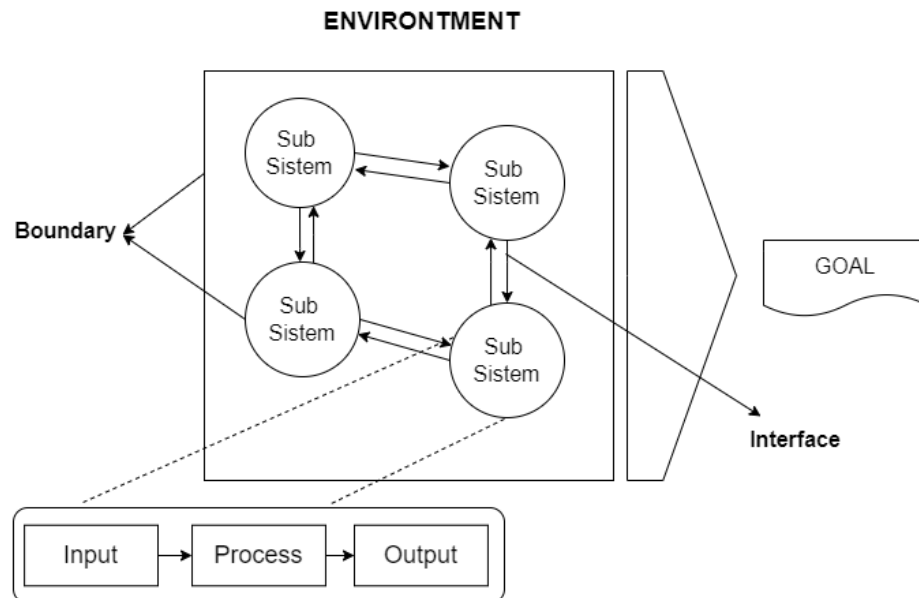 ENVIRONTMENT
Sub
Sistem
Sub
Sistem
Boundary
Sub
Sistem
Sub
Sistem
GOAL
Interface
Input
Process
Output